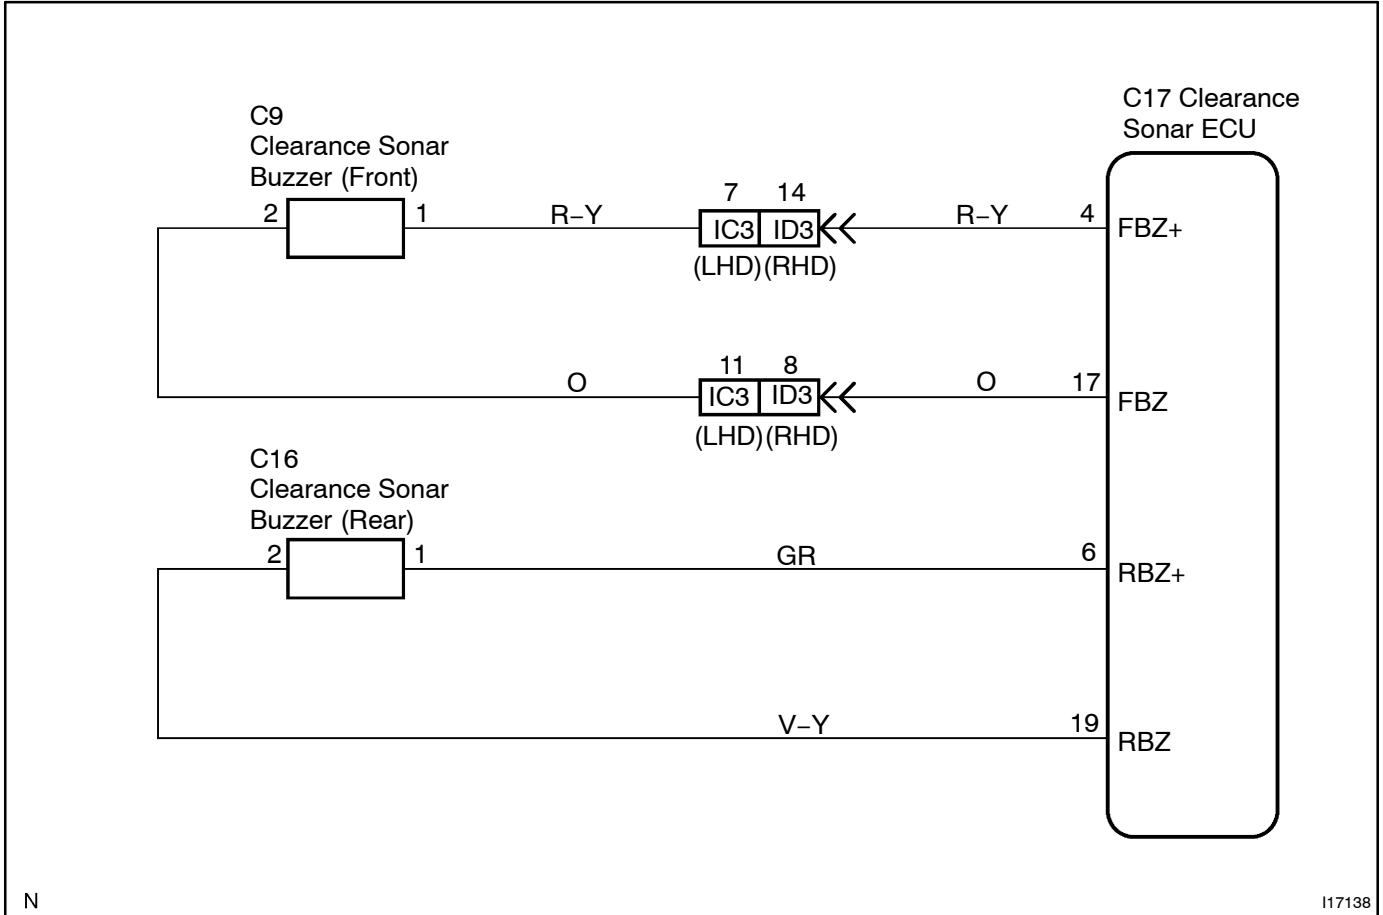 C17 Clearance
Sonar ECU
C9
Clearance Sonar
Buzzer (Front)
7 14
2 1 R–Y IC3 ID3 R–Y 4 FBZ+
(LHD) (RHD)
11 8
O IC3 ID3 O 17 FBZ
(LHD) (RHD)
C16
Clearance Sonar
Buzzer (Rear)
2 1 GR 6 RBZ+
V–Y 19 RBZ
N I17138